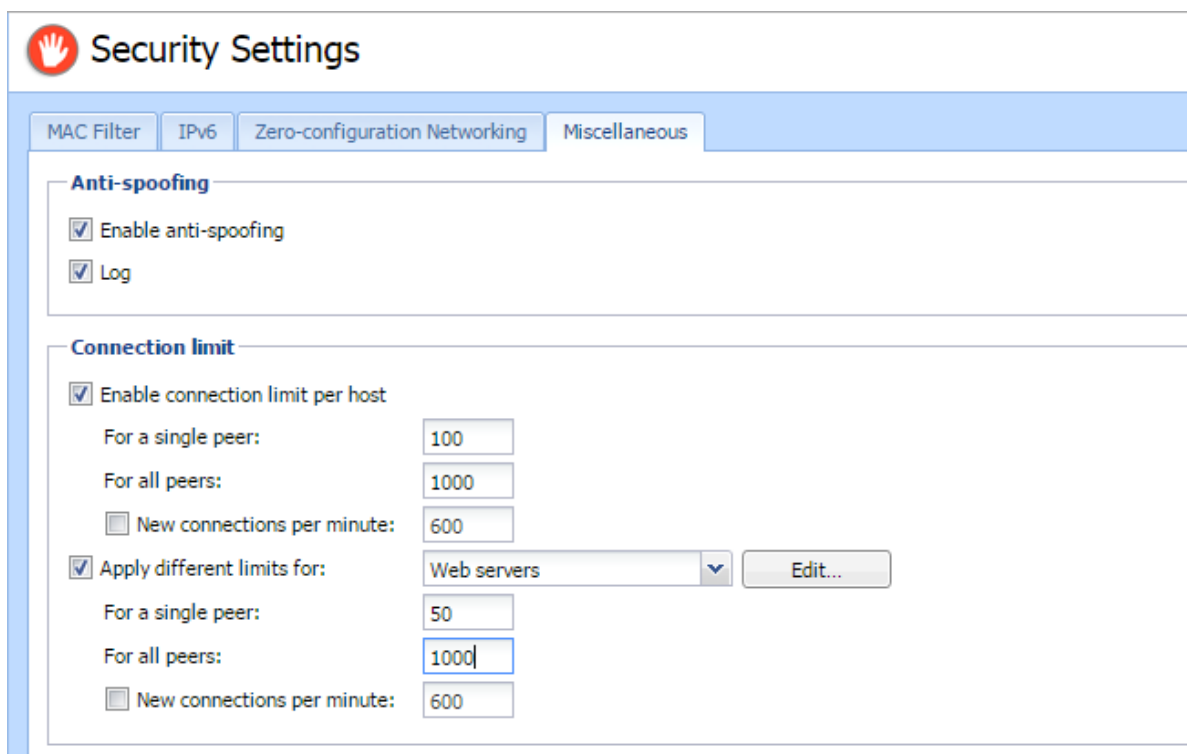 Security Settings
MAC Filter IPv6 Zero-configuration Networking Miscellaneous
Anti-spoofing
Enable anti-spoofing
Log
Connection limit
Enable connection limit per host
For a single peer: 100
For all peers: 1000
New connections per minute: 600
Apply different limits for: Web servers Edit...
For a single peer: 50
For all peers: 1000
New connections per minute: 600